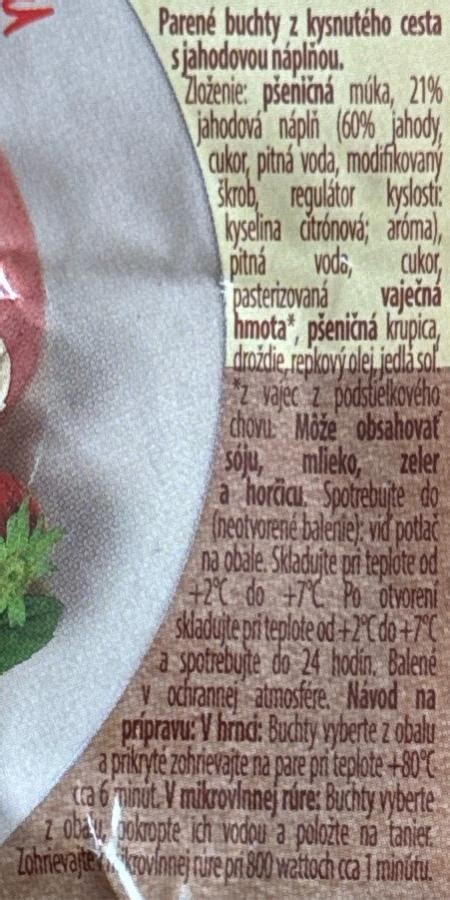 Parené buchty z kysnutého cesta
s jahodovou náplňou.
Zloženie: pšeničná múka, 21%
jahodová náplň (60% jahody,
cukor, pitná voda, modifikovaný
škrob, regulátor kyslosti:
kyselina citrónová; aróma),
pitná voda, cukor,
pasterizovaná vaječná
hmota*, pšeničná krupica,
droždie, repkový olej, jedlá soľ.
*z vajec z podstieľkového
chovu. Môže obsahovať
sóju, mlieko, zeler
a horčicu. Spotrebujte do
(neotvorené balenie): viď potlač
na obale. Skladujte pri teplote od
+2°C do +7°C. Po otvorení
skladujte pri teplote od +2°C do +7°C
a spotrebujte do 24 hodín. Balené
v ochrannej atmosfére. Návod na
prípravu: V hrnci: Buchty vyberte z obalu
a prikryté zohrievajte na pare pri teplote +80°C
cca 6 minút. V mikrovlnnej rúre: Buchty vyberte
z obalu, pokropte ich vodou a položte na tanier.
Zohrievajte v mikrovlnnej rúre pri 800 wattoch cca 1 minútu.